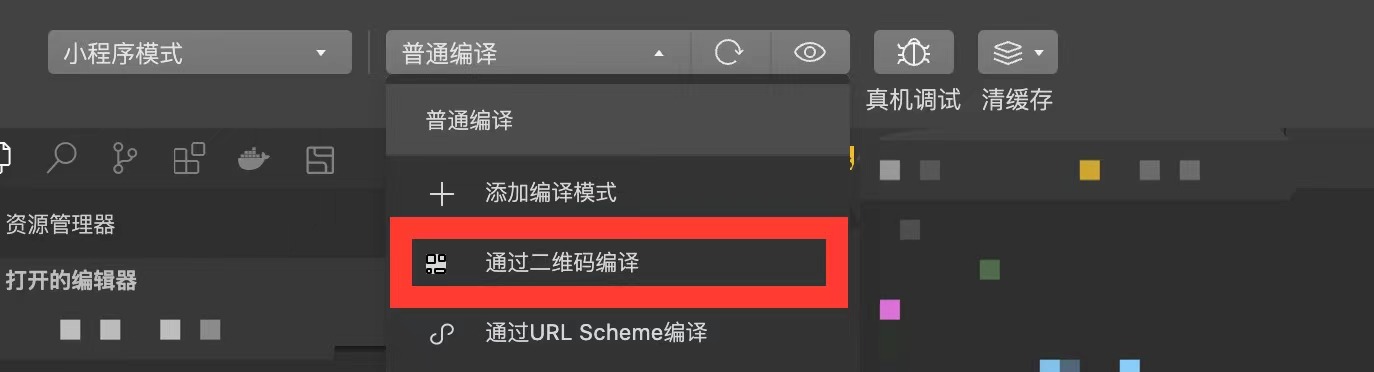 小程序模式
普通编译
真机调试
清缓存
普通编译
添加编译模式
通过二维码编译
通过URL Scheme编译
资源管理器
打开的编辑器